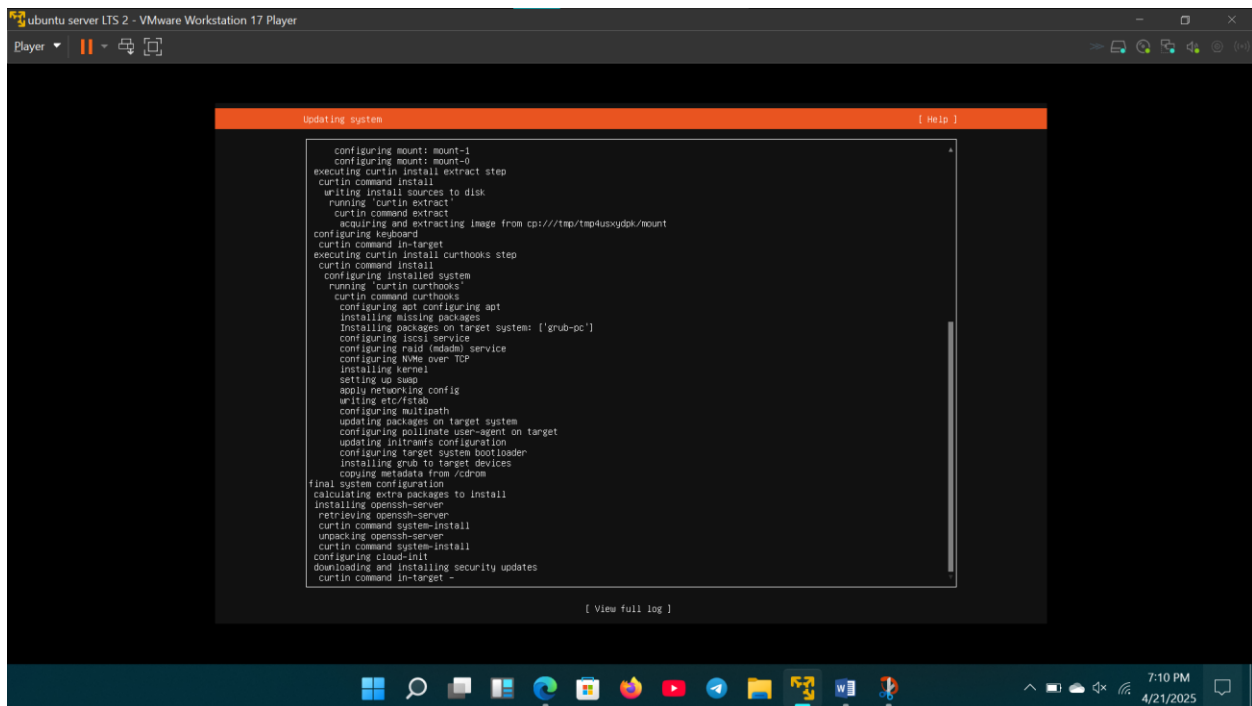 ubuntu server LTS 2 - VMware Workstation 17 Player
Player
Updating system [ Help ]
configuring mount: mount-1
configuring mount: mount-0
executing curtin install extract step
curtin command install
writing install sources to disk
running 'curtin extract'
curtin command extract
acquiring and extracting image from cp:///tmp/tmp4usxydpk/mount
configuring keyboard
curtin command in-target
executing curtin install curthooks step
curtin command install
configuring installed system
running 'curtin curthooks'
curtin command curthooks
configuring apt configuring apt
installing missing packages
Installing packages on target system: ['grub-pc']
configuring iscsi service
configuring raid (mdadm) service
configuring NVMe over TCP
installing kernel
setting up swap
apply networking config
writing etc/fstab
configuring multipath
updating packages on target system
configuring pollinate user-agent on target
updating initramfs configuration
configuring target system bootloader
installing grub to target devices
copying metadata from /cdrom
final system configuration
calculating extra packages to install
installing openssh-server
retrieving openssh-server
curtin command system-install
unpacking openssh-server
curtin command system-install
configuring cloud-init
downloading and installing security updates
curtin command in-target -
[ View full log ]
7:10 PM
4/21/2025